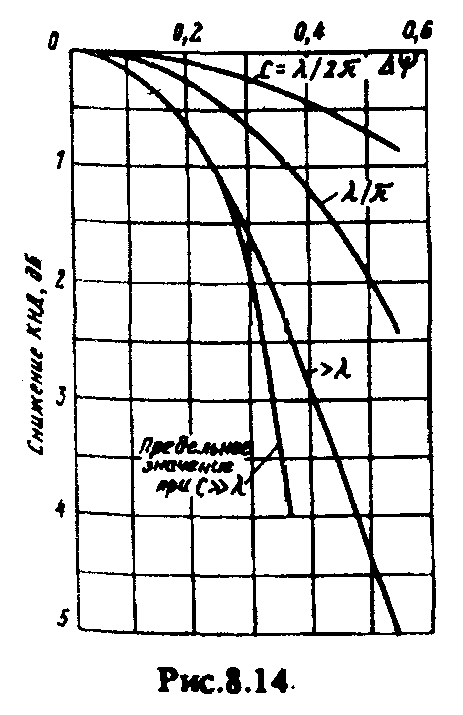 0 0,2 0,4 0,6
C = λ/2π Δψ
1
λ/π
2
Снижение КНД, дБ
>λ
3
Предельное
значение
при C >> λ
4
5
Рис.8.14.